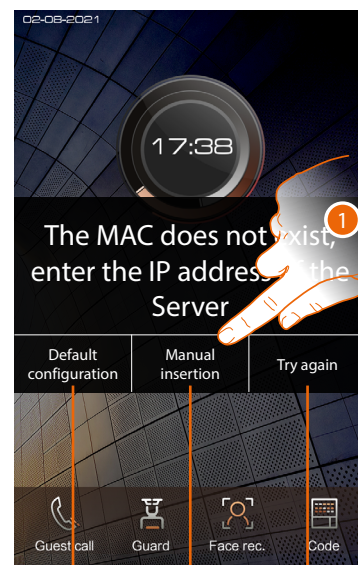 02-08-2021
17:38
1
The MAC does not exist,
enter the IP address of the
Server
Default
configuration
Manual
insertion
Try again
Guest call
Guard
Face rec.
Code